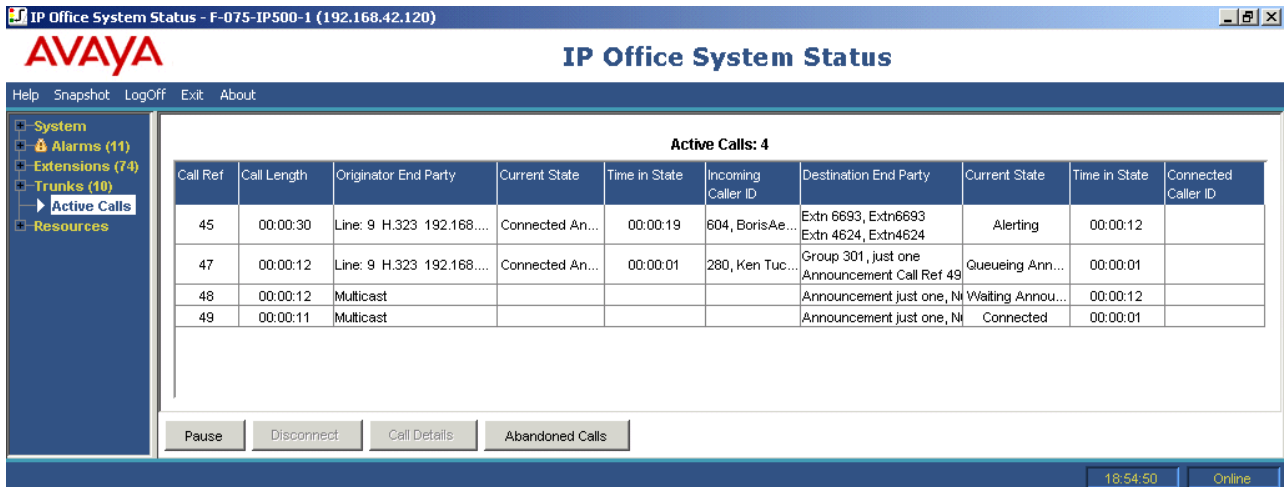 IP Office System Status - F-075-IP500-1 (192.168.42.120)
AVAYA
IP Office System Status
Help Snapshot LogOff Exit About
System
Alarms (11)
Extensions (74)
Trunks (10)
Active Calls
Resources
Active Calls: 4
Call Ref Call Length Originator End Party Current State Time in State Incoming Caller ID Destination End Party Current State Time in State Connected Caller ID
45 00:00:30 Line: 9 H.323 192.168.... Connected An... 00:00:19 604, BorisAe... Extn 6693, Extn6693 Extn 4624, Extn4624 Alerting 00:00:12
47 00:00:12 Line: 9 H.323 192.168.... Connected An... 00:00:01 280, Ken Tuc... Group 301, just one Announcement Call Ref 49 Queueing Ann... 00:00:01
48 00:00:12 Multicast Announcement just one, Waiting Annou... 00:00:12
49 00:00:11 Multicast Announcement just one, Connected 00:00:01
Pause Disconnect Call Details Abandoned Calls
18:54:50 Online